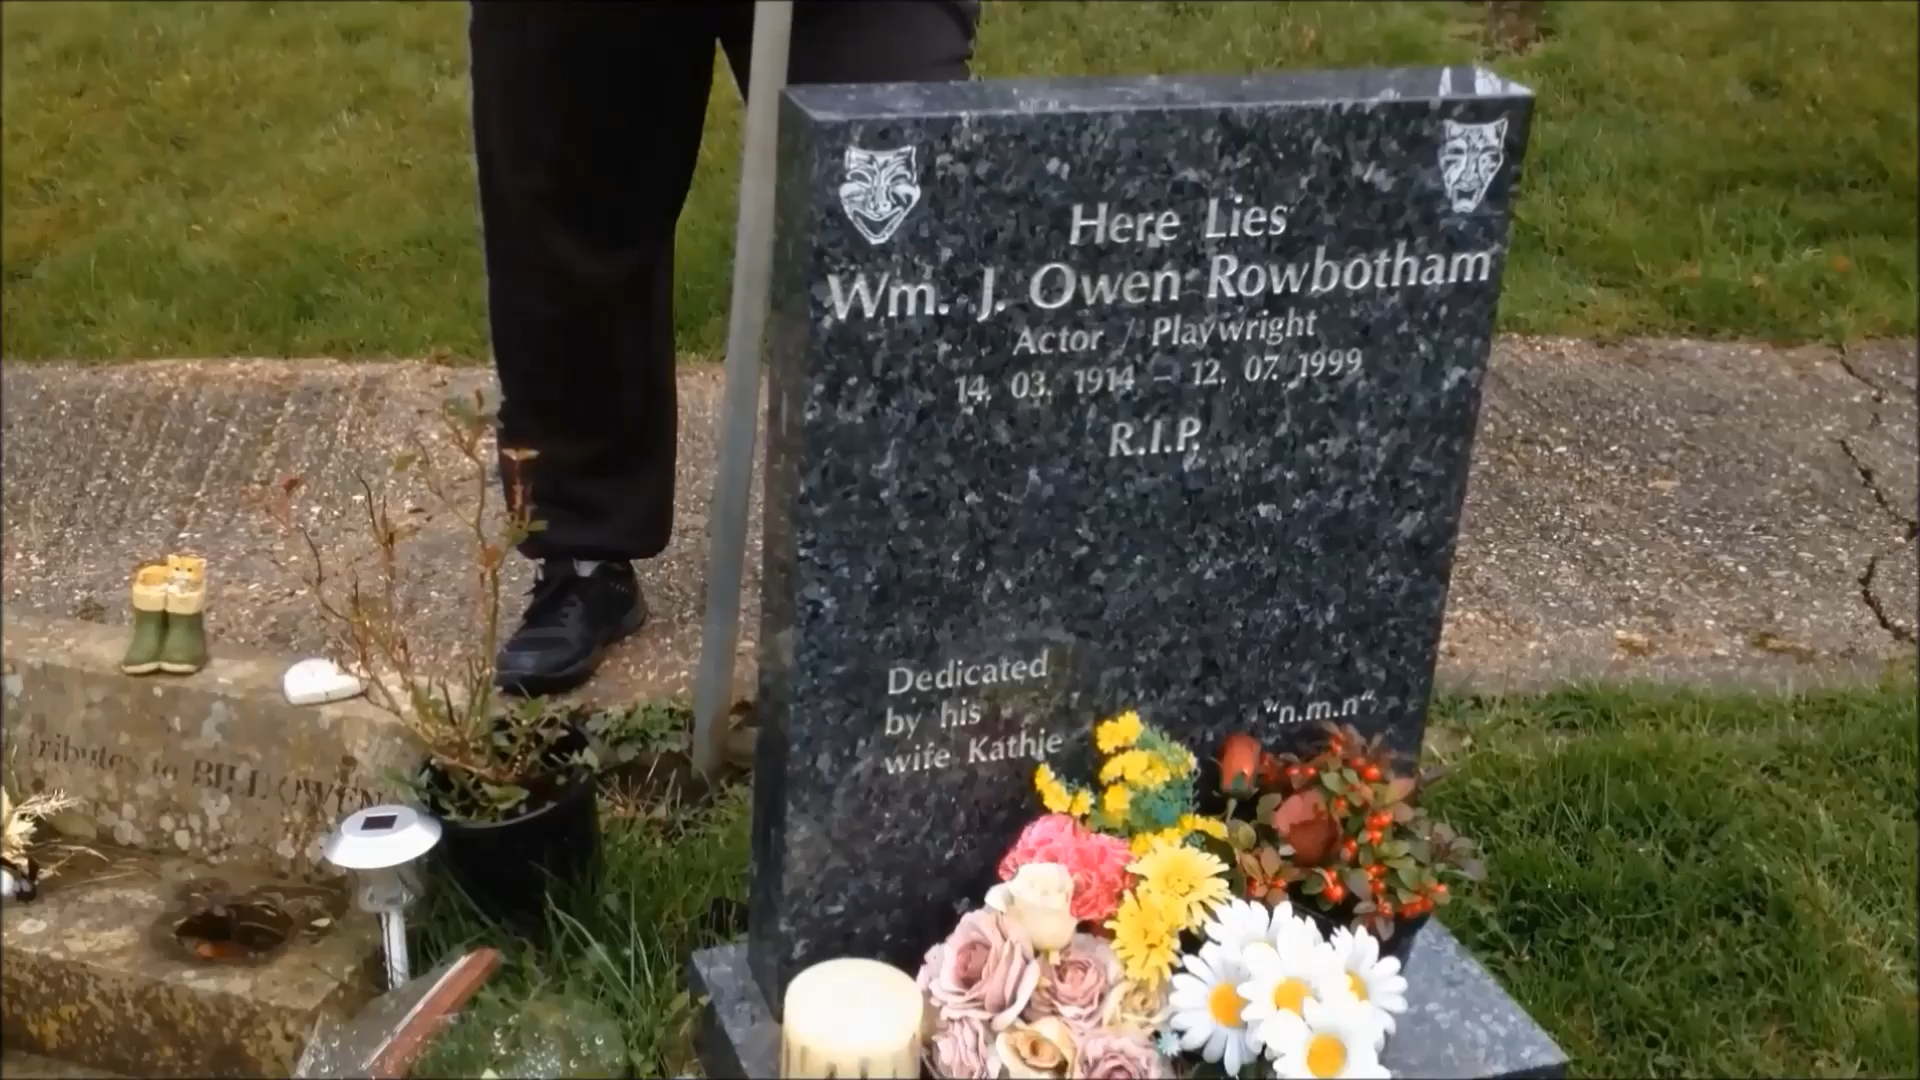 Here Lies
Wm. J. Owen Rowbotham
Actor / Playwright
14. 03. 1914 – 12. 07. 1999
R.I.P.
Dedicated
by his
wife Kathie
"n.m.n"
tributes to BILL OWEN